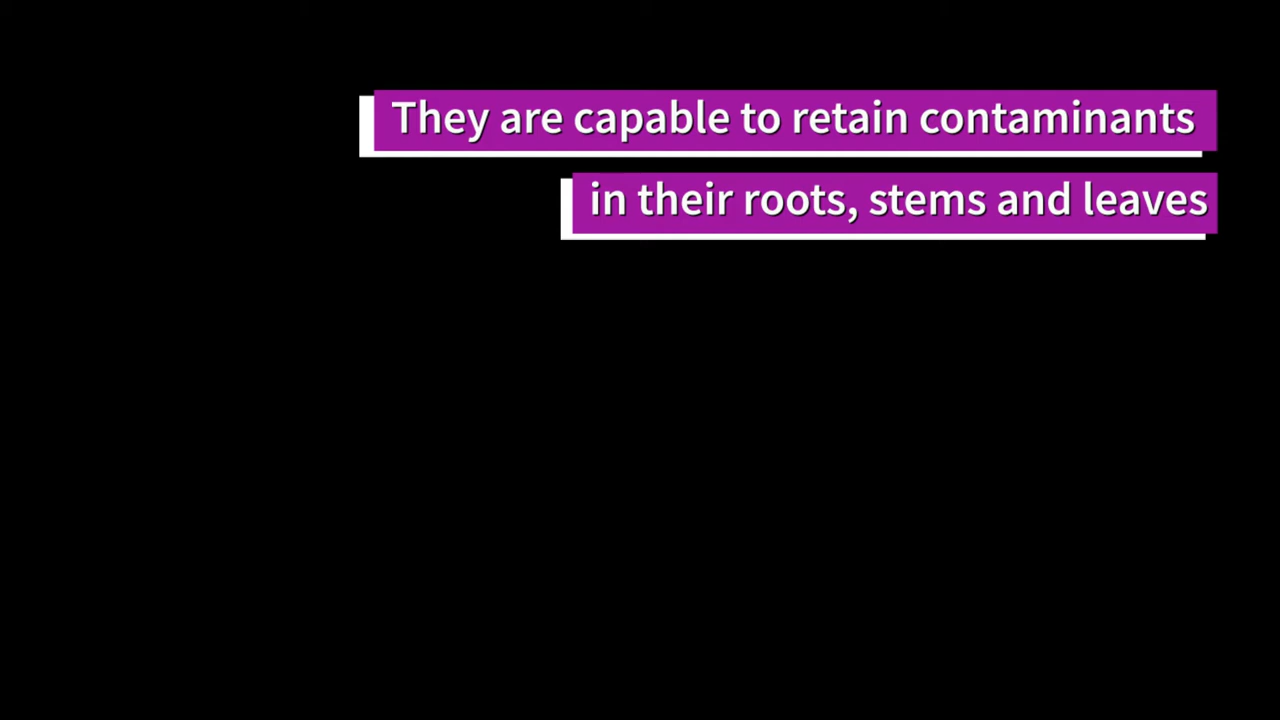 They are capable to retain contaminants
in their roots, stems and leaves